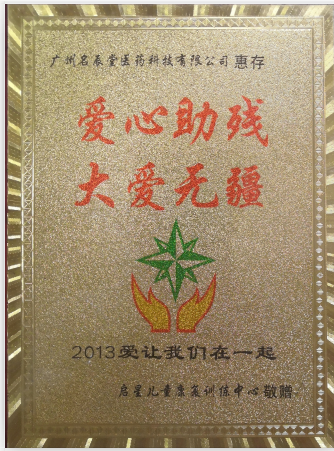 广州名辰堂医药科技有限公司惠存
爱心助残
大爱无疆
2013爱让我们在一起
启星儿童康复训练中心敬赠